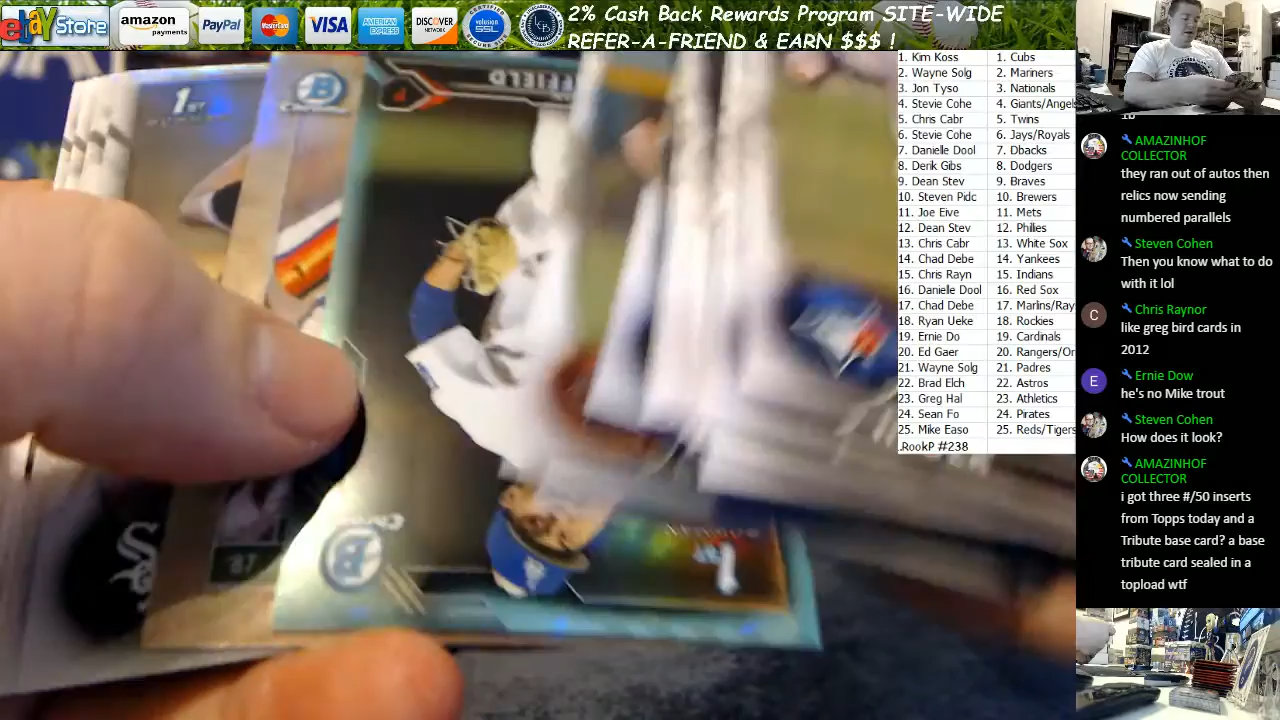 ebay Store
amazon
payments
PayPal
MasterCard
VISA
AMERICAN
EXPRESS
DISCOVER
NETWORK
SSL
2% Cash Back Rewards Program SITE-WIDE
REFER-A-FRIEND & EARN $$$ !
1. Kim Koss 1. Cubs
2. Wayne Solg 2. Mariners
3. Jon Tyso 3. Nationals
4. Stevie Cohe 4. Giants/Angels
5. Chris Cabr 5. Twins
6. Stevie Cohe 6. Jays/Royals
7. Danielle Dool 7. Dbacks
8. Derik Gibs 8. Dodgers
9. Dean Stev 9. Braves
10. Steven Pidc 10. Brewers
11. Joe Eive 11. Mets
12. Dean Stev 12. Philies
13. Chris Cabr 13. White Sox
14. Chad Debe 14. Yankees
15. Chris Rayn 15. Indians
16. Danielle Dool 16. Red Sox
17. Chad Debe 17. Marlins/Ray
18. Ryan Ueke 18. Rockies
19. Ernie Do 19. Cardinals
20. Ed Gaer 20. Rangers/Or
21. Wayne Solg 21. Padres
22. Brad Elch 22. Astros
23. Greg Hal 23. Athletics
24. Sean Fo 24. Pirates
25. Mike Easo 25. Reds/Tigers
.RookP #238
AMAZINHOF
COLLECTOR
they ran out of autos then
relics now sending
numbered parallels
Steven Cohen
Then you know what to do
with it lol
Chris Raynor
like greg bird cards in
2012
Ernie Dow
he's no Mike trout
Steven Cohen
How does it look?
AMAZINHOF
COLLECTOR
i got three #/50 inserts
from Topps today and a
Tribute base card? a base
tribute card sealed in a
topload wtf
1ST
B
B
C
E